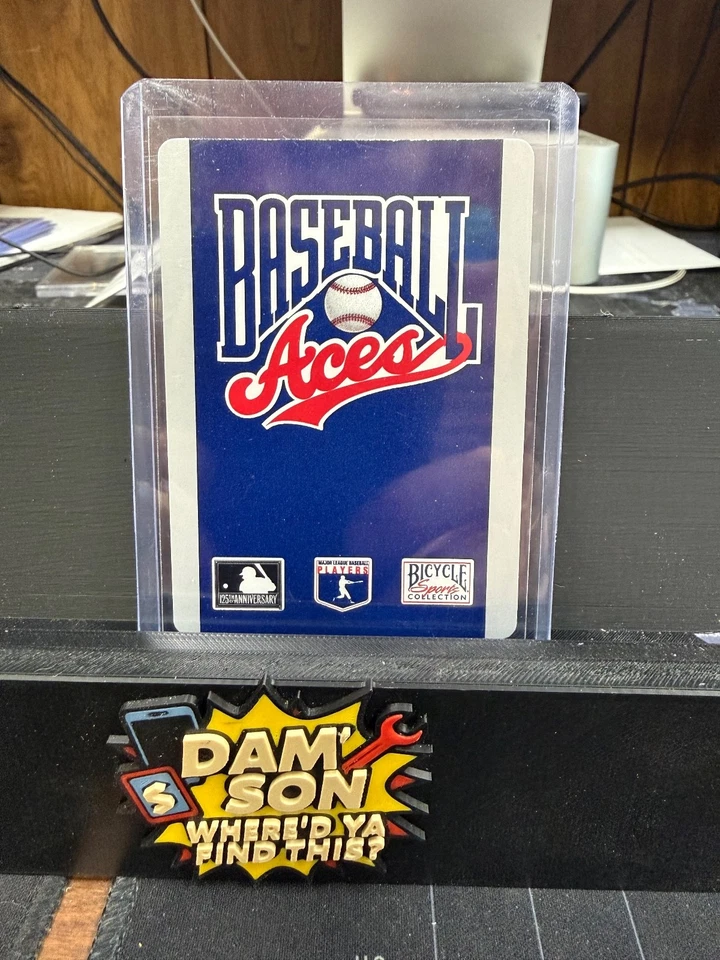 BASEBALL
Aces
125TH ANNIVERSARY
MAJOR LEAGUE BASEBALL
PLAYERS
BICYCLE
Sports
COLLECTION
S
DAM'
SON
WHERE'D YA
FIND THIS?